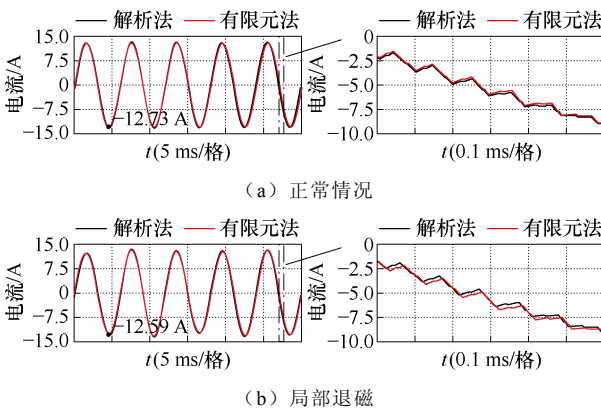 解析法 有限元法 解析法 有限元法
15.0 0
7.5 −2.5
电流/A 0 电流/A −5.0
−7.5 −7.5
−12.73 A
−15.0 −10.0
t(5 ms/格) t(0.1 ms/格)
(a) 正常情况
解析法 有限元法 解析法 有限元法
15.0 0
7.5 −2.5
电流/A 0 电流/A −5.0
−7.5 −7.5
−12.59 A
−15.0 −10.0
t(5 ms/格) t(0.1 ms/格)
(b) 局部退磁